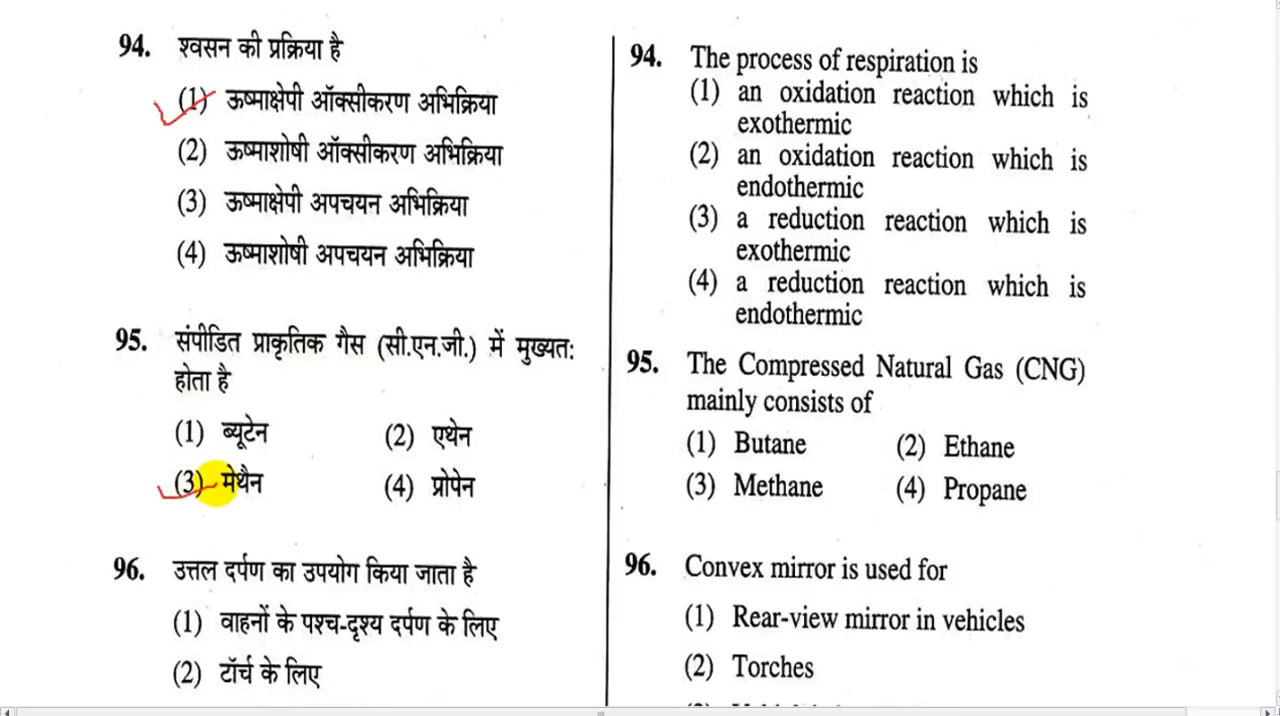 94. श्वसन की प्रक्रिया है
(1) ऊष्माक्षेपी ऑक्सीकरण अभिक्रिया
(2) ऊष्माशोषी ऑक्सीकरण अभिक्रिया
(3) ऊष्माक्षेपी अपचयन अभिक्रिया
(4) ऊष्माशोषी अपचयन अभिक्रिया
95. संपीडित प्राकृतिक गैस (सी.एन.जी.) में मुख्यतः
होता है
(1) ब्यूटेन (2) एथेन
(3) मेथैन (4) प्रोपेन
96. उत्तल दर्पण का उपयोग किया जाता है
(1) वाहनों के पश्च-दृश्य दर्पण के लिए
(2) टॉर्च के लिए
94. The process of respiration is
(1) an oxidation reaction which is
exothermic
(2) an oxidation reaction which is
endothermic
(3) a reduction reaction which is
exothermic
(4) a reduction reaction which is
endothermic
95. The Compressed Natural Gas (CNG)
mainly consists of
(1) Butane (2) Ethane
(3) Methane (4) Propane
96. Convex mirror is used for
(1) Rear-view mirror in vehicles
(2) Torches